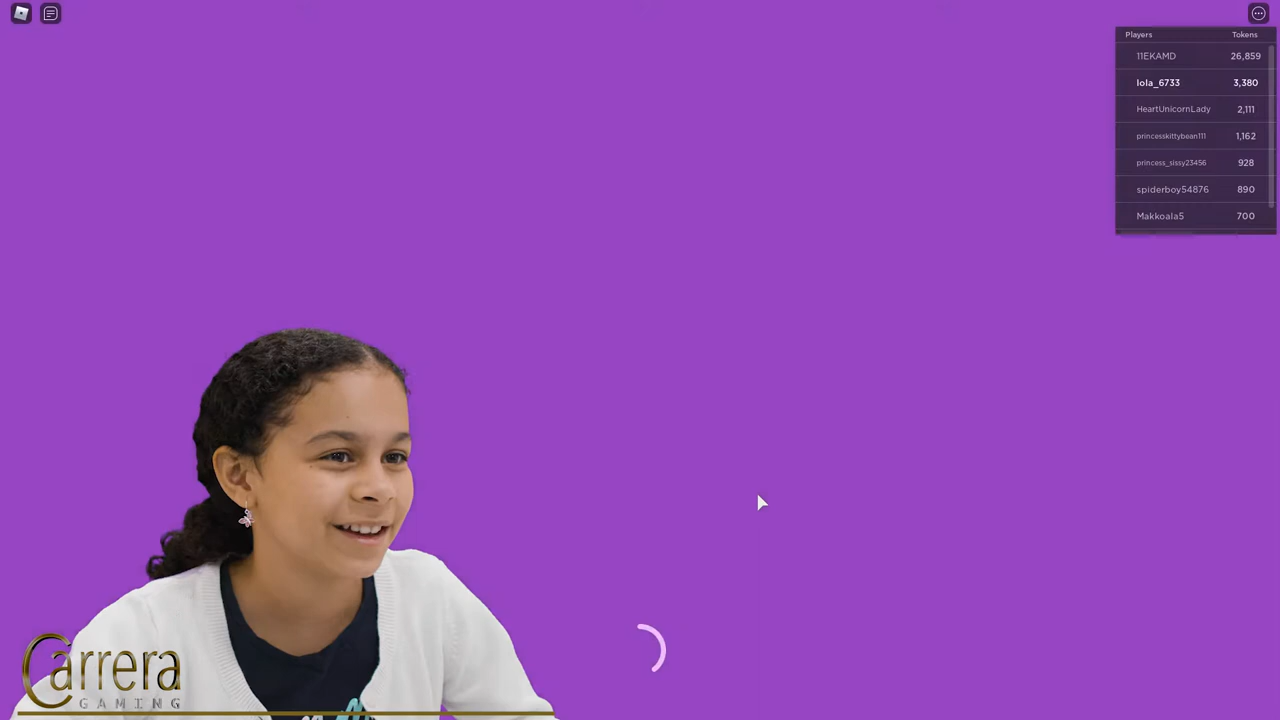 Players Tokens
11EKAMD 26,859
lola_6733 3,380
HeartUnicornLady 2,111
princesskittybean111 1,162
princess_sissy23456 928
spiderboy54876 890
Makkoala5 700
Carrera
GAMING